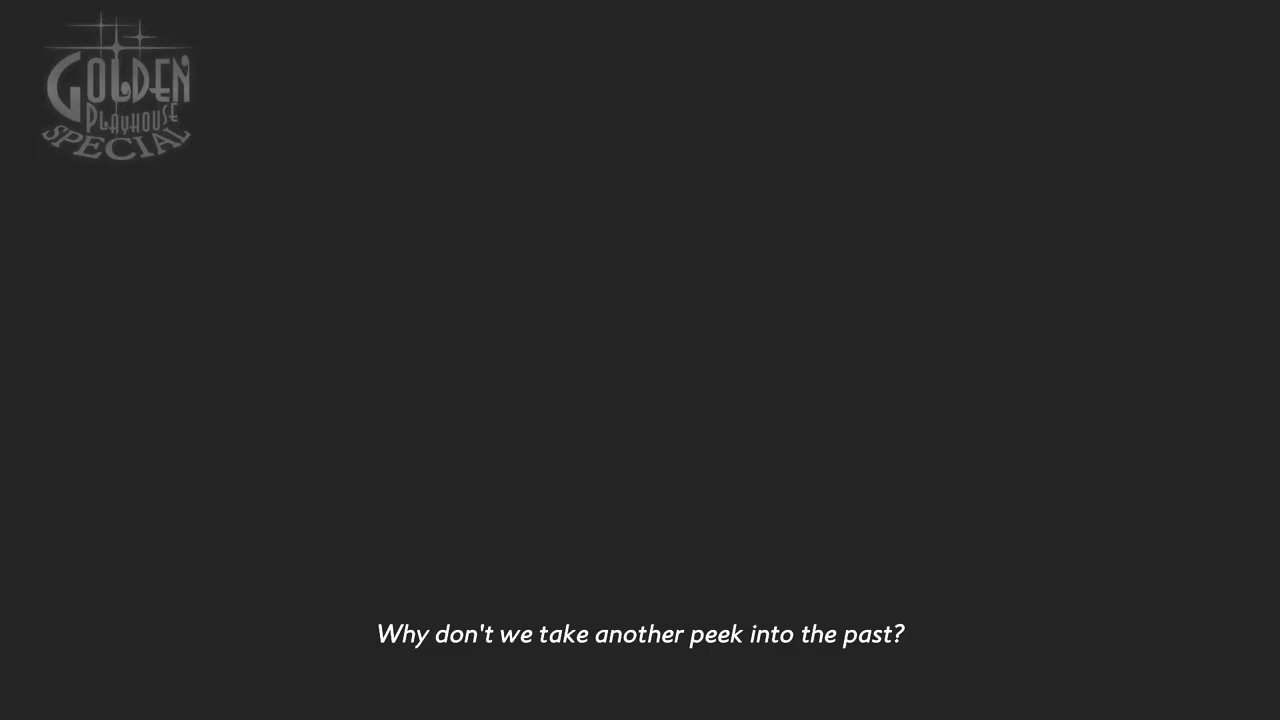 GOLDEN
PLAYHOUSE
SPECIAL
Why don't we take another peek into the past?